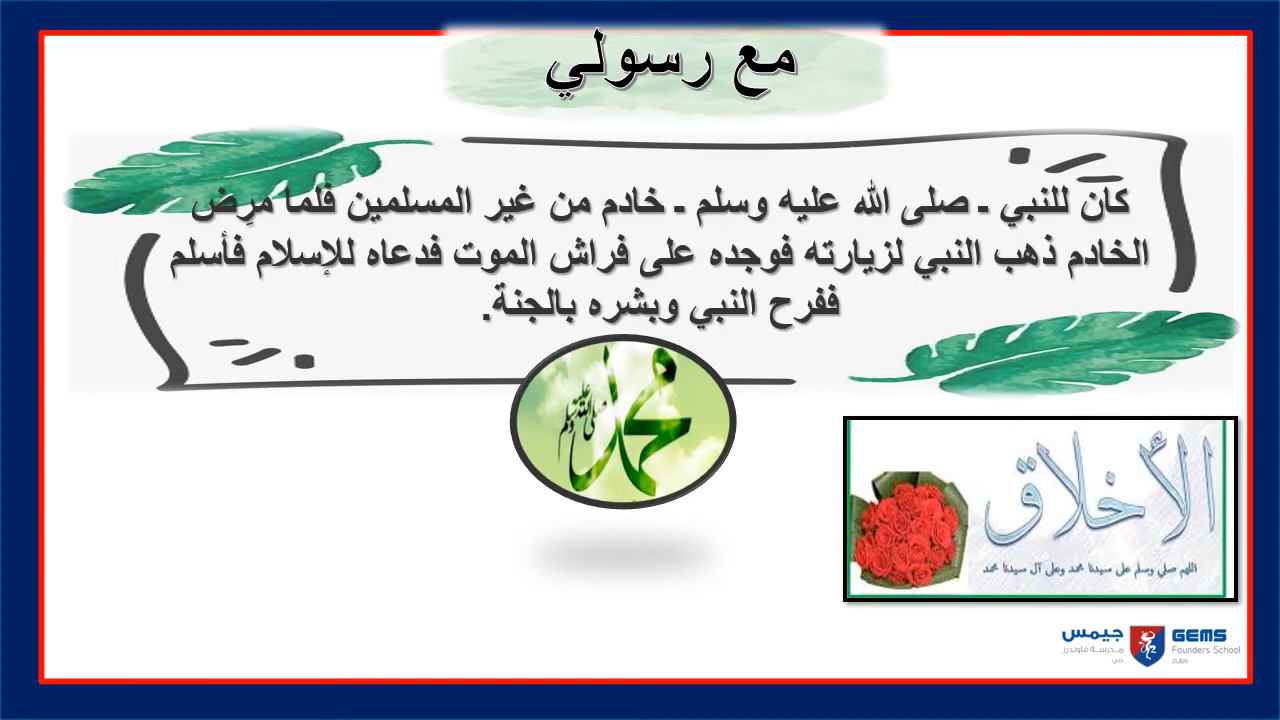 مع رسولي
كان للنبي ـ صلى الله عليه وسلم ـ خادم من غير المسلمين فلما مرِض
الخادم ذهب النبي لزيارته فوجده على فراش الموت فدعاه للإسلام فأسلم
ففرح النبي وبشره بالجنة.
محمد
صلى الله عليه وسلم
الأخلاق
اللهم صلي وسلم على سيدنا محمد وعلى آل سيدنا محمد
جيمس
مدرسة فاوندرز
دبي
GEMS
Founders School
DUBAI